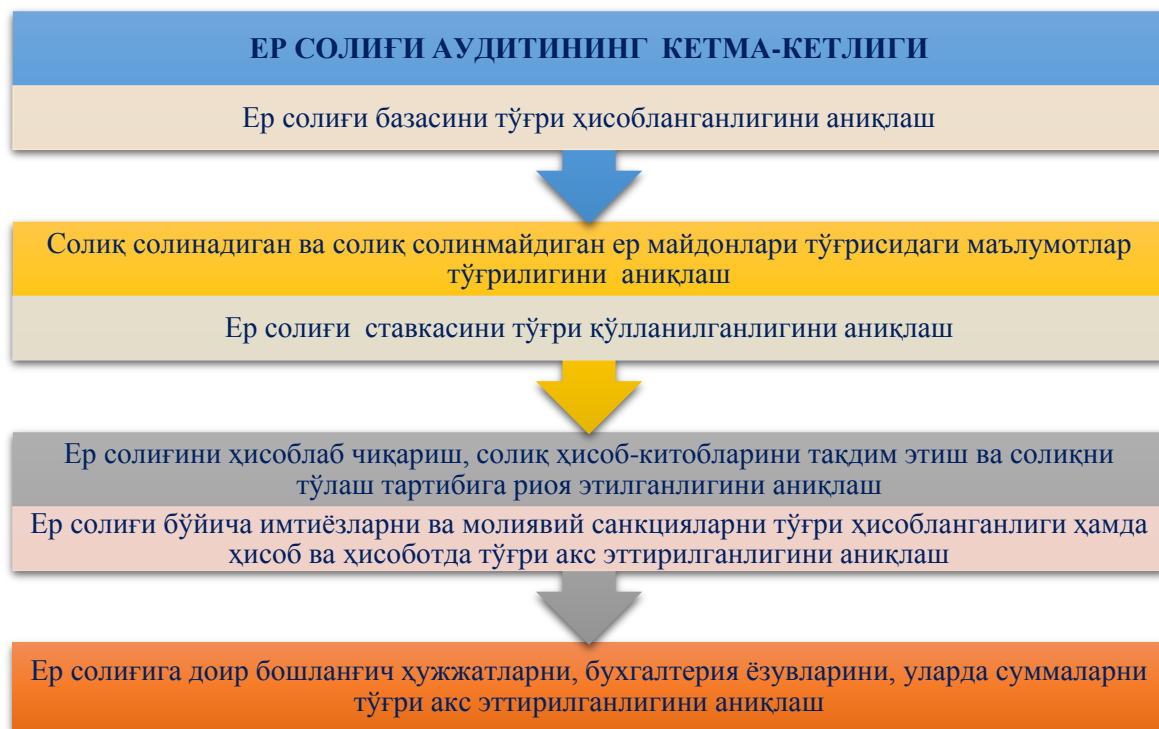 ЕР СОЛИҒИ АУДИТИНИНГ КЕТМА-КЕТЛИГИ
Ер солиғи базасини тўғри ҳисобланганлигини аниқлаш
Солиқ солинадиган ва солиқ солинмайдиган ер майдонлари тўғрисидаги маълумотлар
тўғрилигини аниқлаш
Ер солиғи ставкасини тўғри қўлланилганлигини аниқлаш
Ер солиғини ҳисоблаб чиқариш, солиқ ҳисоб-китобларини тақдим этиш ва солиқни
тўлаш тартибига риоя этилганлигини аниқлаш
Ер солиғи бўйича имтиёзларни ва молиявий санкцияларни тўғри ҳисобланганлиги ҳамда
ҳисоб ва ҳисоботда тўғри акс эттирилганлигини аниқлаш
Ер солиғига доир бошланғич ҳужжатларни, бухгалтерия ёзувларини, уларда суммаларни
тўғри акс эттирилганлигини аниқлаш